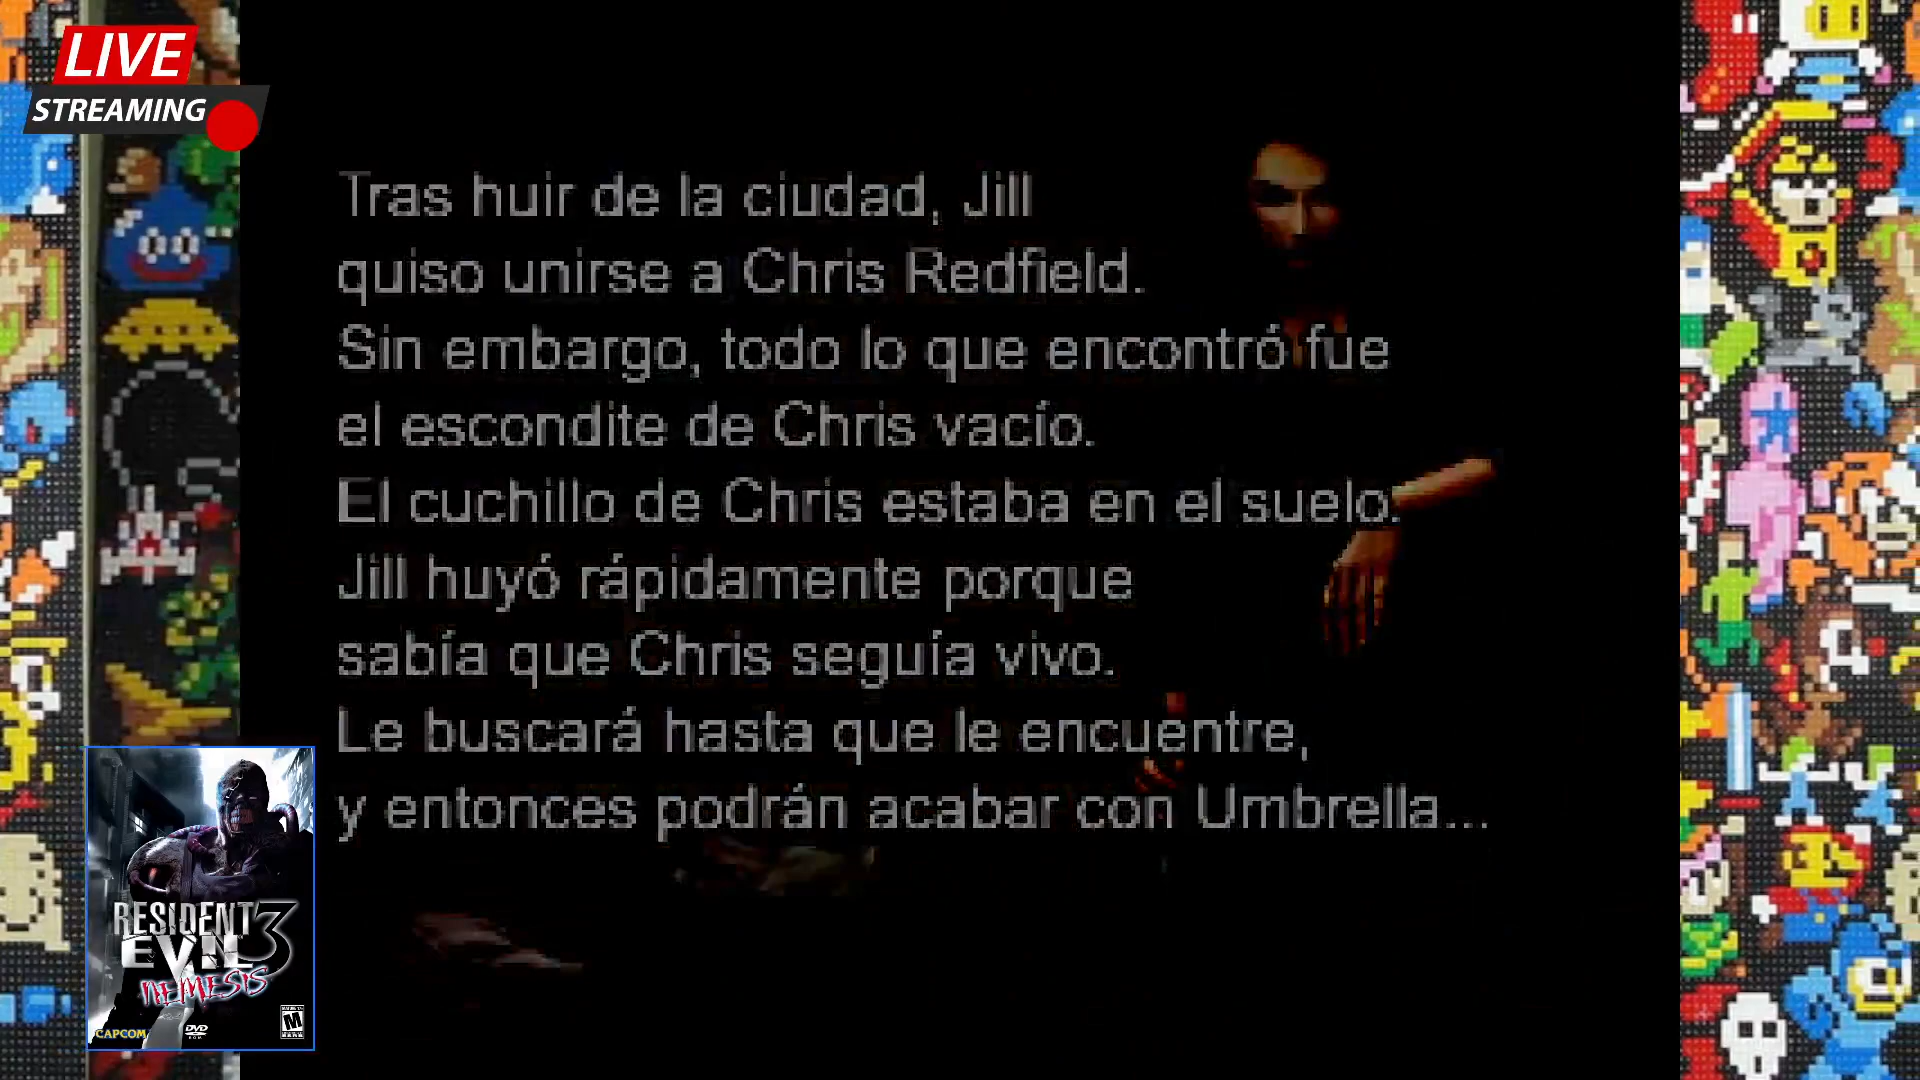 LIVE
STREAMING
Tras huir de la ciudad, Jill
quiso unirse a Chris Redfield.
Sin embargo, todo lo que encontró fue
el escondite de Chris vacío.
El cuchillo de Chris estaba en el suelo.
Jill huyó rápidamente porque
sabía que Chris seguía vivo.
Le buscará hasta que le encuentre,
y entonces podrán acabar con Umbrella...
RESIDENT
EVIL 3
NEMESIS
CAPCOM
DVD
M